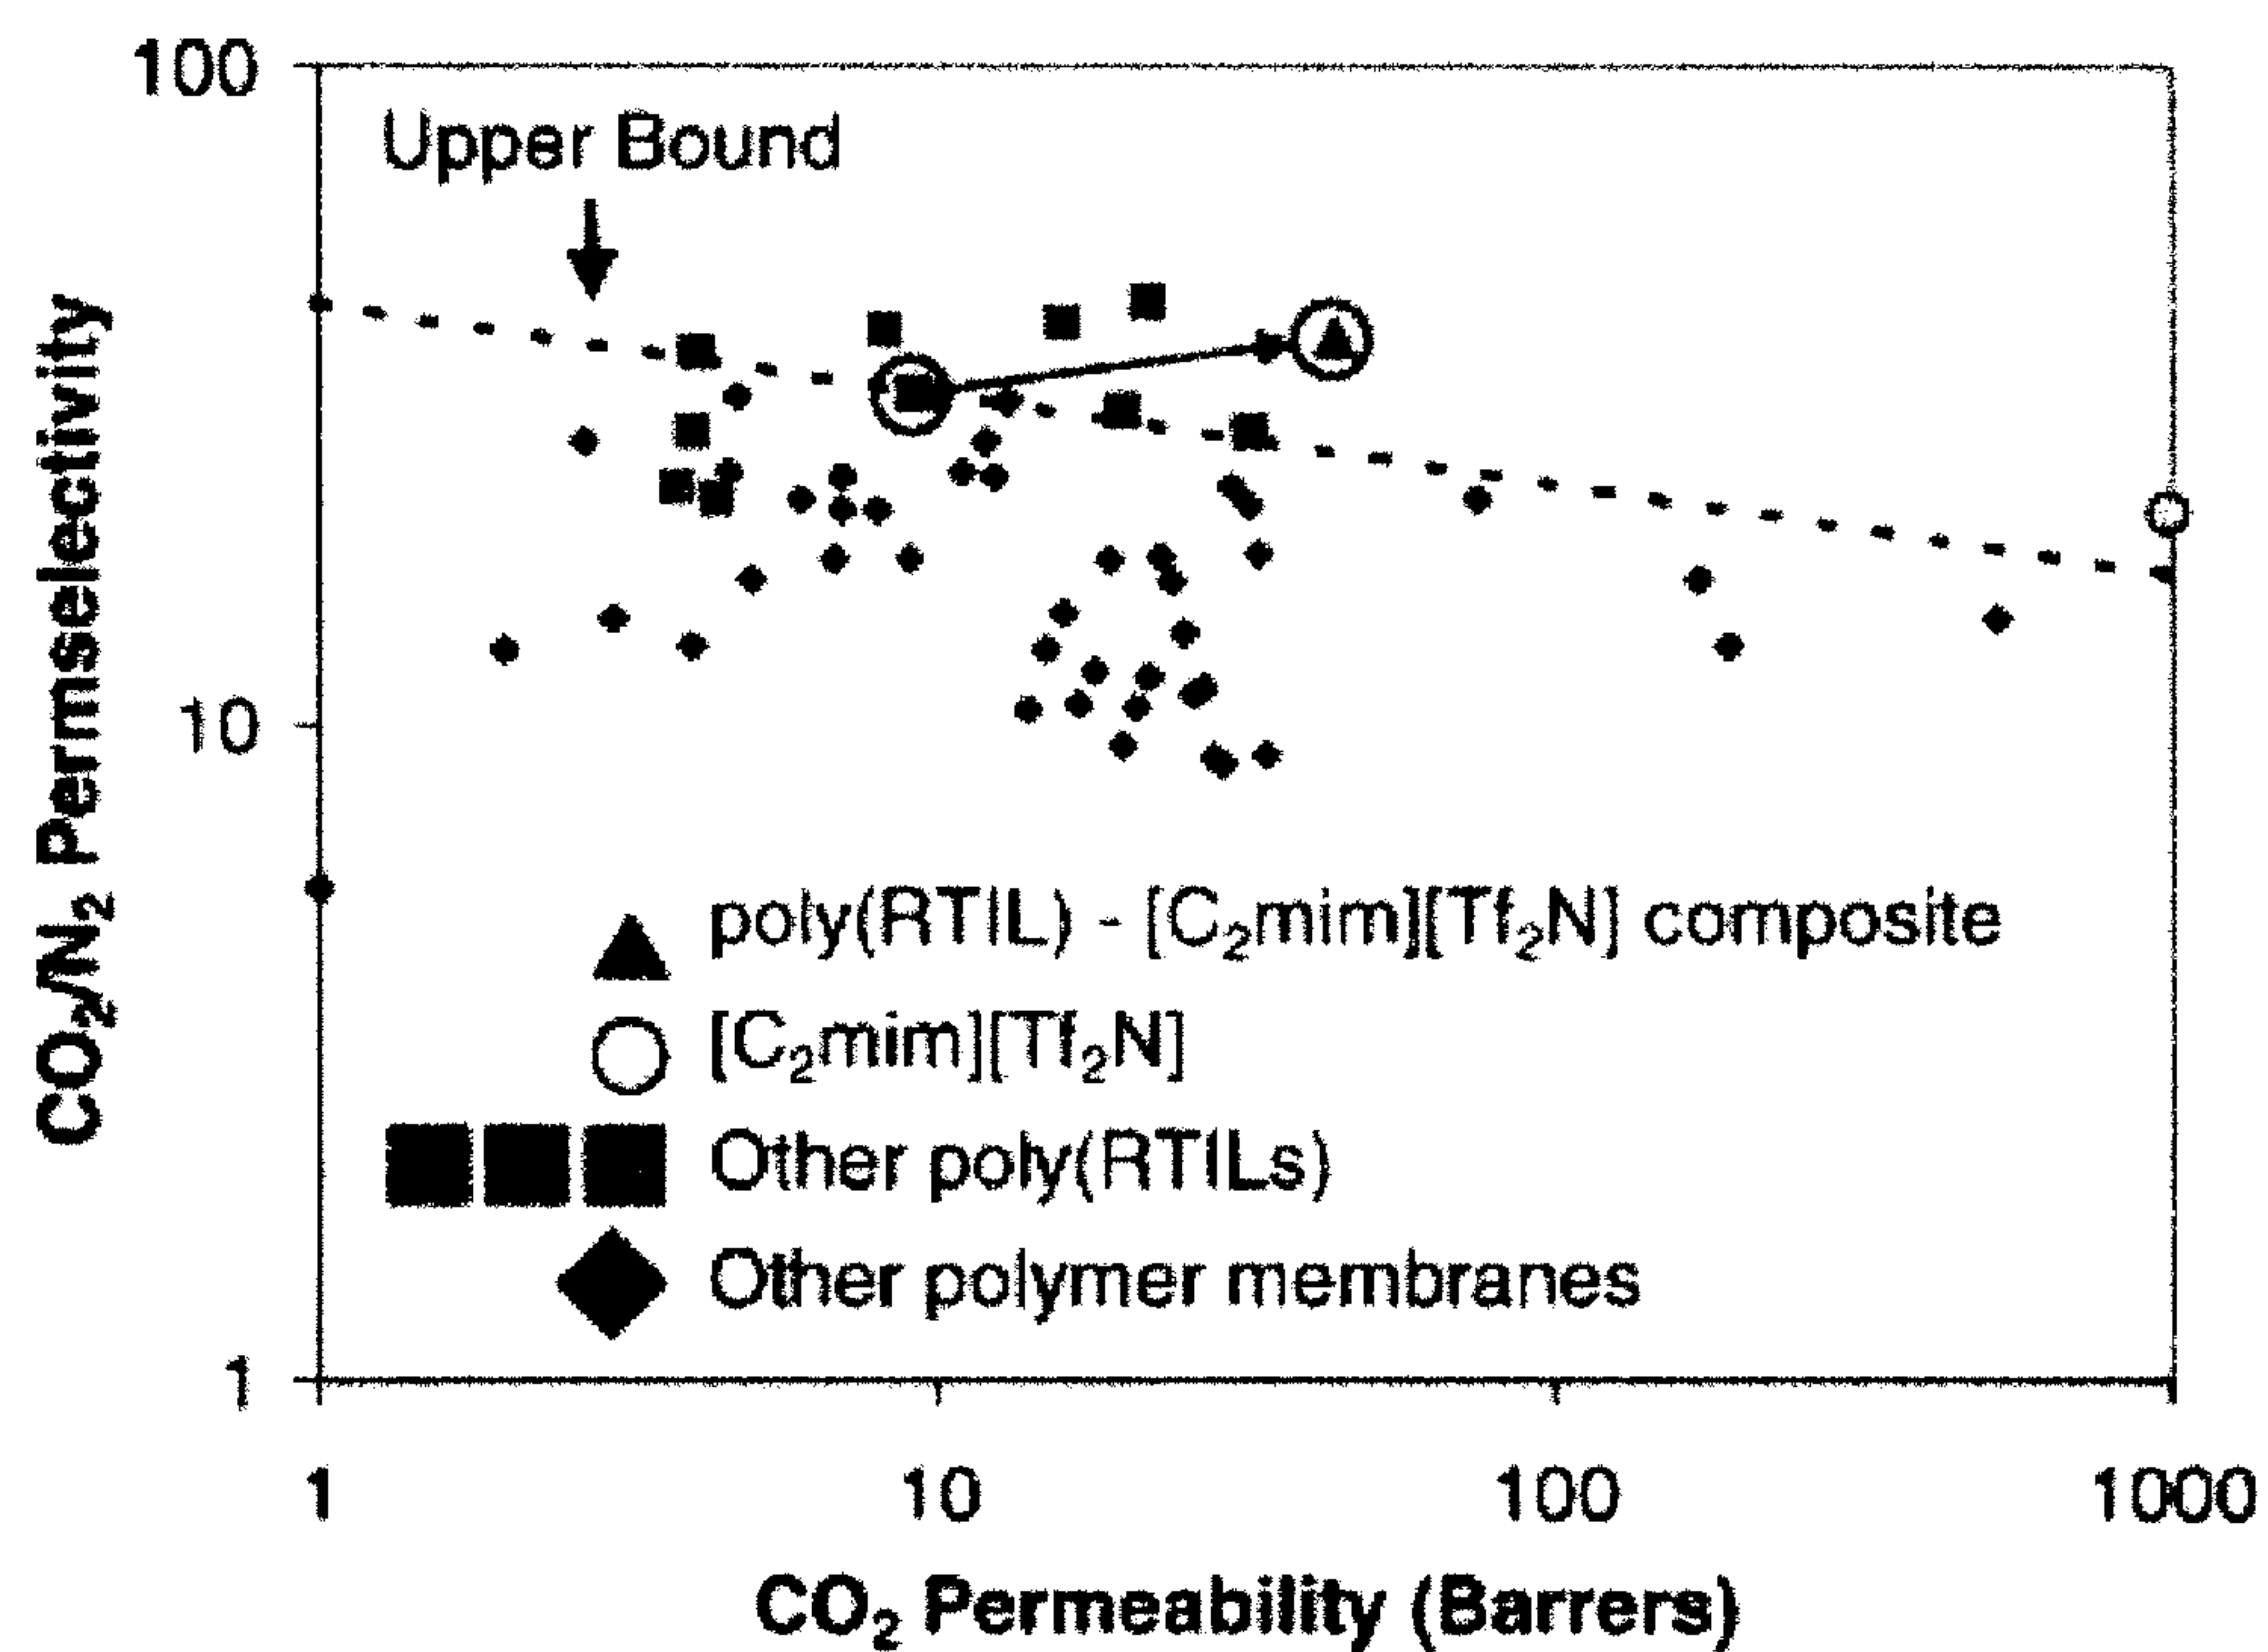 100
Upper Bound
CO₂/N₂ Permselectivity
10
poly(RTIL) - [C₂mim][Tf₂N] composite
[C₂mim][Tf₂N]
Other poly(RTILs)
Other polymer membranes
1
1 10 100 1000
CO₂ Permeability (Barrers)